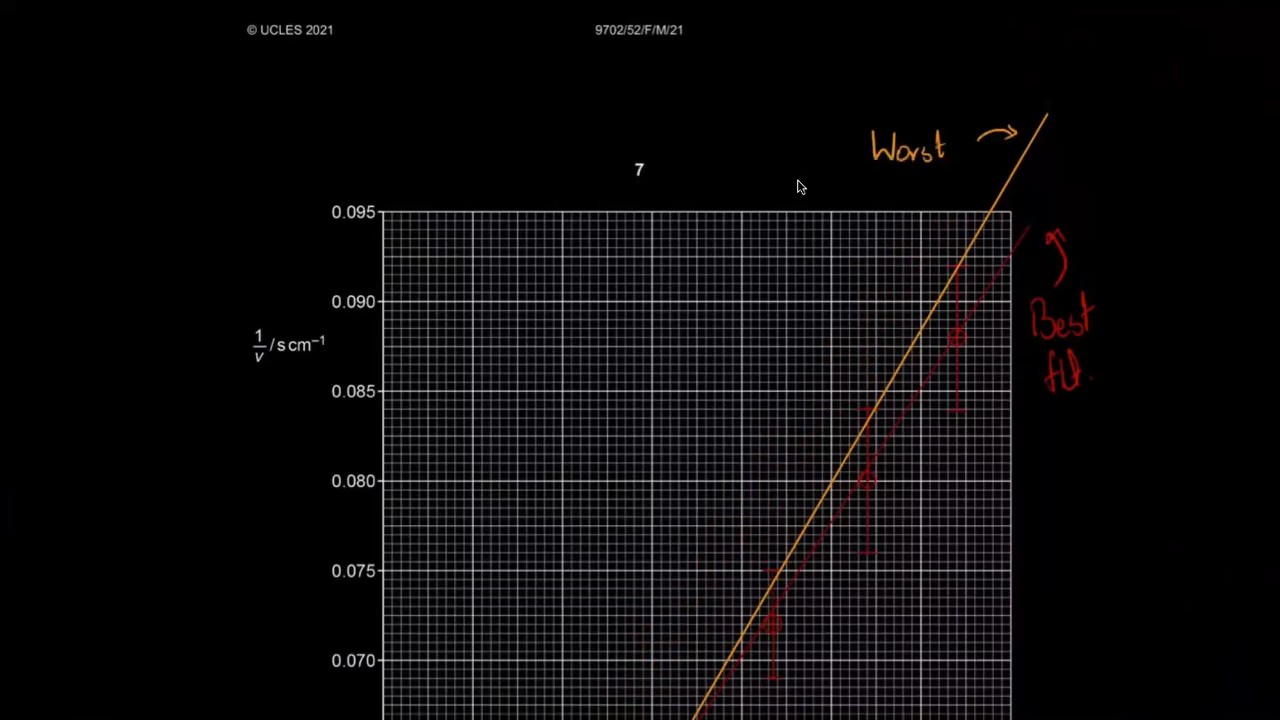 © UCLES 2021 9702/52/F/M/21
Worst
7
0.095
Best
fit.
0.090
1/v / s cm⁻¹
0.085
0.080
0.075
0.070